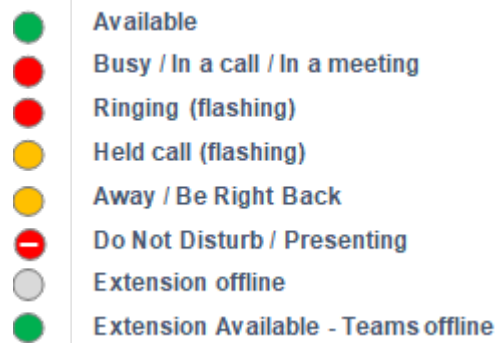 Available
Busy / In a call / In a meeting
Ringing (flashing)
Held call (flashing)
Away / Be Right Back
Do Not Disturb / Presenting
Extension offline
Extension Available - Teams offline